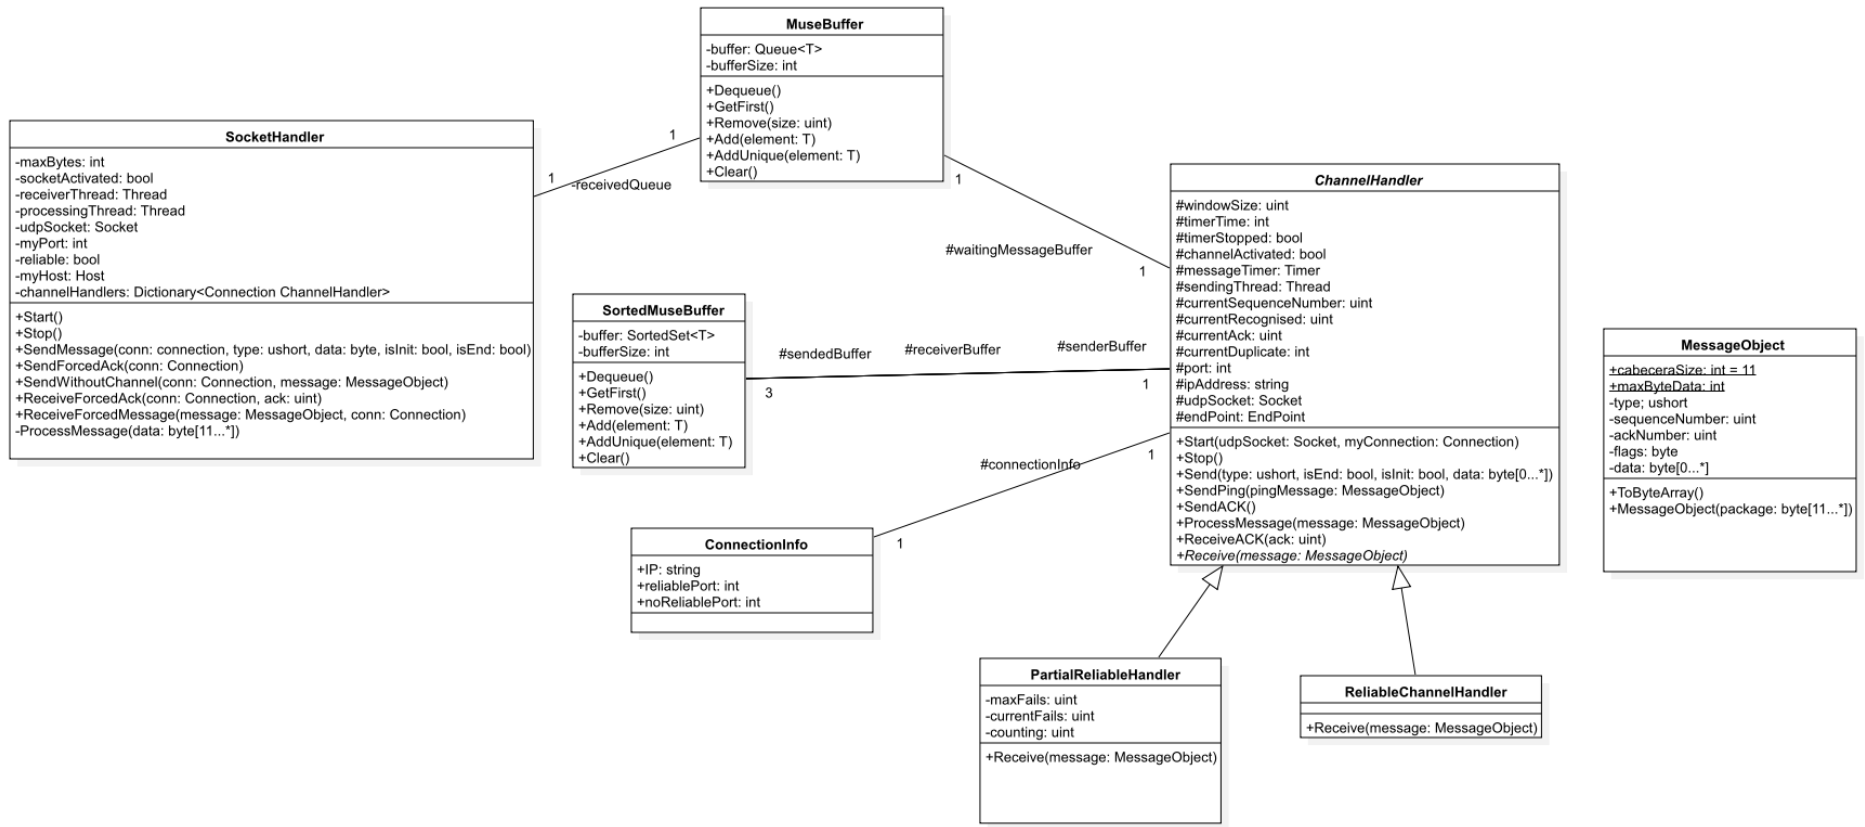 MuseBuffer
-buffer: Queue<T>
-bufferSize: int
+Dequeue()
+GetFirst()
+Remove(size: uint)
+Add(element: T)
+AddUnique(element: T)
+Clear()
SocketHandler
-maxBytes: int
-socketActivated: bool
-receiverThread: Thread
-processingThread: Thread
-udpSocket: Socket
-myPort: int
-reliable: bool
-myHost: Host
-channelHandlers: Dictionary<Connection ChannelHandler>
+Start()
+Stop()
+SendMessage(conn: connection, type: ushort, data: byte, isInit: bool, isEnd: bool)
+SendForcedAck(conn: Connection)
+SendWithoutChannel(conn: Connection, message: MessageObject)
+ReceiveForcedAck(conn: Connection, ack: uint)
+ReceiveForcedMessage(message: MessageObject, conn: Connection)
-ProcessMessage(data: byte[11...*])
1
1
-receivedQueue
1
#waitingMessageBuffer
1
ChannelHandler
#windowSize: uint
#timerTime: int
#timerStopped: bool
#channelActivated: bool
#messageTimer: Timer
#sendingThread: Thread
#currentSequenceNumber: uint
#currentRecognised: uint
#currentAck: uint
#currentDuplicate: int
#port: int
#ipAddress: string
#udpSocket: Socket
#endPoint: EndPoint
+Start(udpSocket: Socket, myConnection: Connection)
+Stop()
+Send(type: ushort, isEnd: bool, isInit: bool, data: byte[0...*])
+SendPing(pingMessage: MessageObject)
+SendACK()
+ProcessMessage(message: MessageObject)
+ReceiveACK(ack: uint)
+Receive(message: MessageObject)
SortedMuseBuffer
-buffer: SortedSet<T>
-bufferSize: int
+Dequeue()
+GetFirst()
+Remove(size: uint)
+Add(element: T)
+AddUnique(element: T)
+Clear()
#sendedBuffer
#receiverBuffer
#senderBuffer
3
1
#connectionInfo
1
1
ConnectionInfo
+IP: string
+reliablePort: int
+noReliablePort: int
MessageObject
+cabeceraSize: int = 11
+maxByteData: int
-type; ushort
-sequenceNumber: uint
-ackNumber: uint
-flags: byte
-data: byte[0...*]
+ToByteArray()
+MessageObject(package: byte[11...*])
PartialReliableHandler
-maxFails: uint
-currentFails: uint
-counting: uint
+Receive(message: MessageObject)
ReliableChannelHandler
+Receive(message: MessageObject)